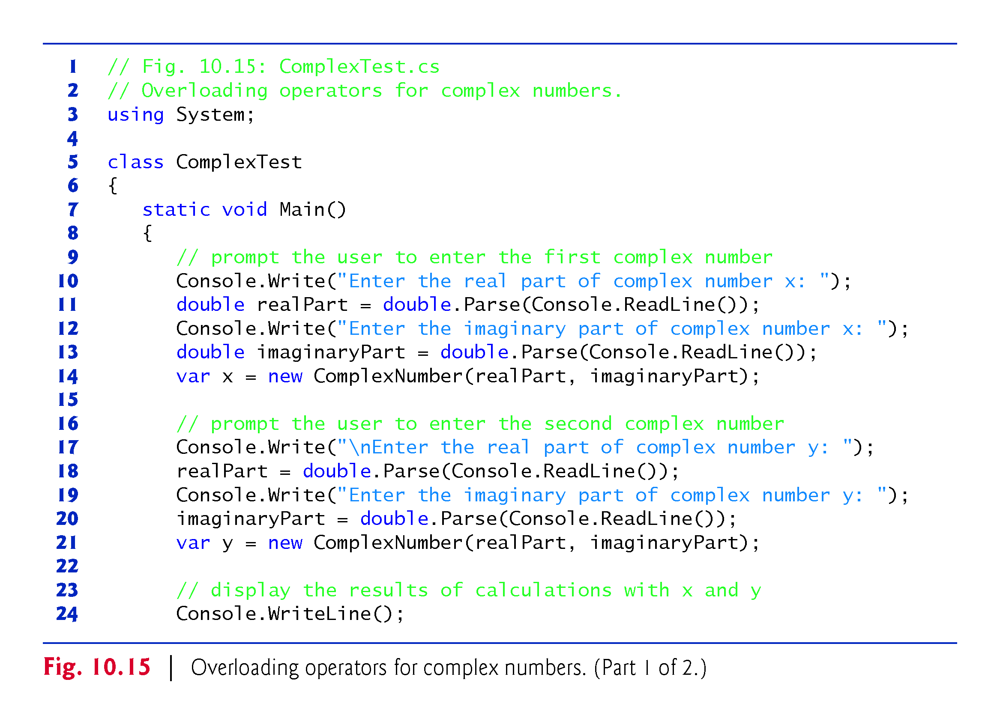 1 // Fig. 10.15: ComplexTest.cs
2 // Overloading operators for complex numbers.
3 using System;
4
5 class ComplexTest
6 {
7    static void Main()
8    {
9       // prompt the user to enter the first complex number
10       Console.Write("Enter the real part of complex number x: ");
11       double realPart = double.Parse(Console.ReadLine());
12       Console.Write("Enter the imaginary part of complex number x: ");
13       double imaginaryPart = double.Parse(Console.ReadLine());
14       var x = new ComplexNumber(realPart, imaginaryPart);
15
16       // prompt the user to enter the second complex number
17       Console.Write("\nEnter the real part of complex number y: ");
18       realPart = double.Parse(Console.ReadLine());
19       Console.Write("Enter the imaginary part of complex number y: ");
20       imaginaryPart = double.Parse(Console.ReadLine());
21       var y = new ComplexNumber(realPart, imaginaryPart);
22
23       // display the results of calculations with x and y
24       Console.WriteLine();
Fig. 10.15 | Overloading operators for complex numbers. (Part 1 of 2.)